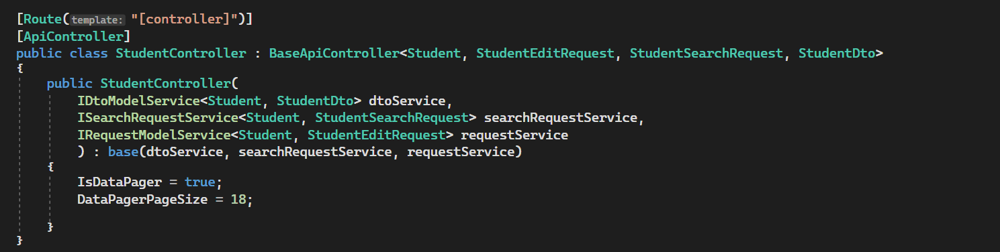 [Route(template: "[controller]")]
[ApiController]
public class StudentController : BaseApiController<Student, StudentEditRequest, StudentSearchRequest, StudentDto>
{
    public StudentController(
        IDtoModelService<Student, StudentDto> dtoService,
        ISearchRequestService<Student, StudentSearchRequest> searchRequestService,
        IRequestModelService<Student, StudentEditRequest> requestService
        ) : base(dtoService, searchRequestService, requestService)
    {
        IsDataPager = true;
        DataPagerPageSize = 18;
    }
}